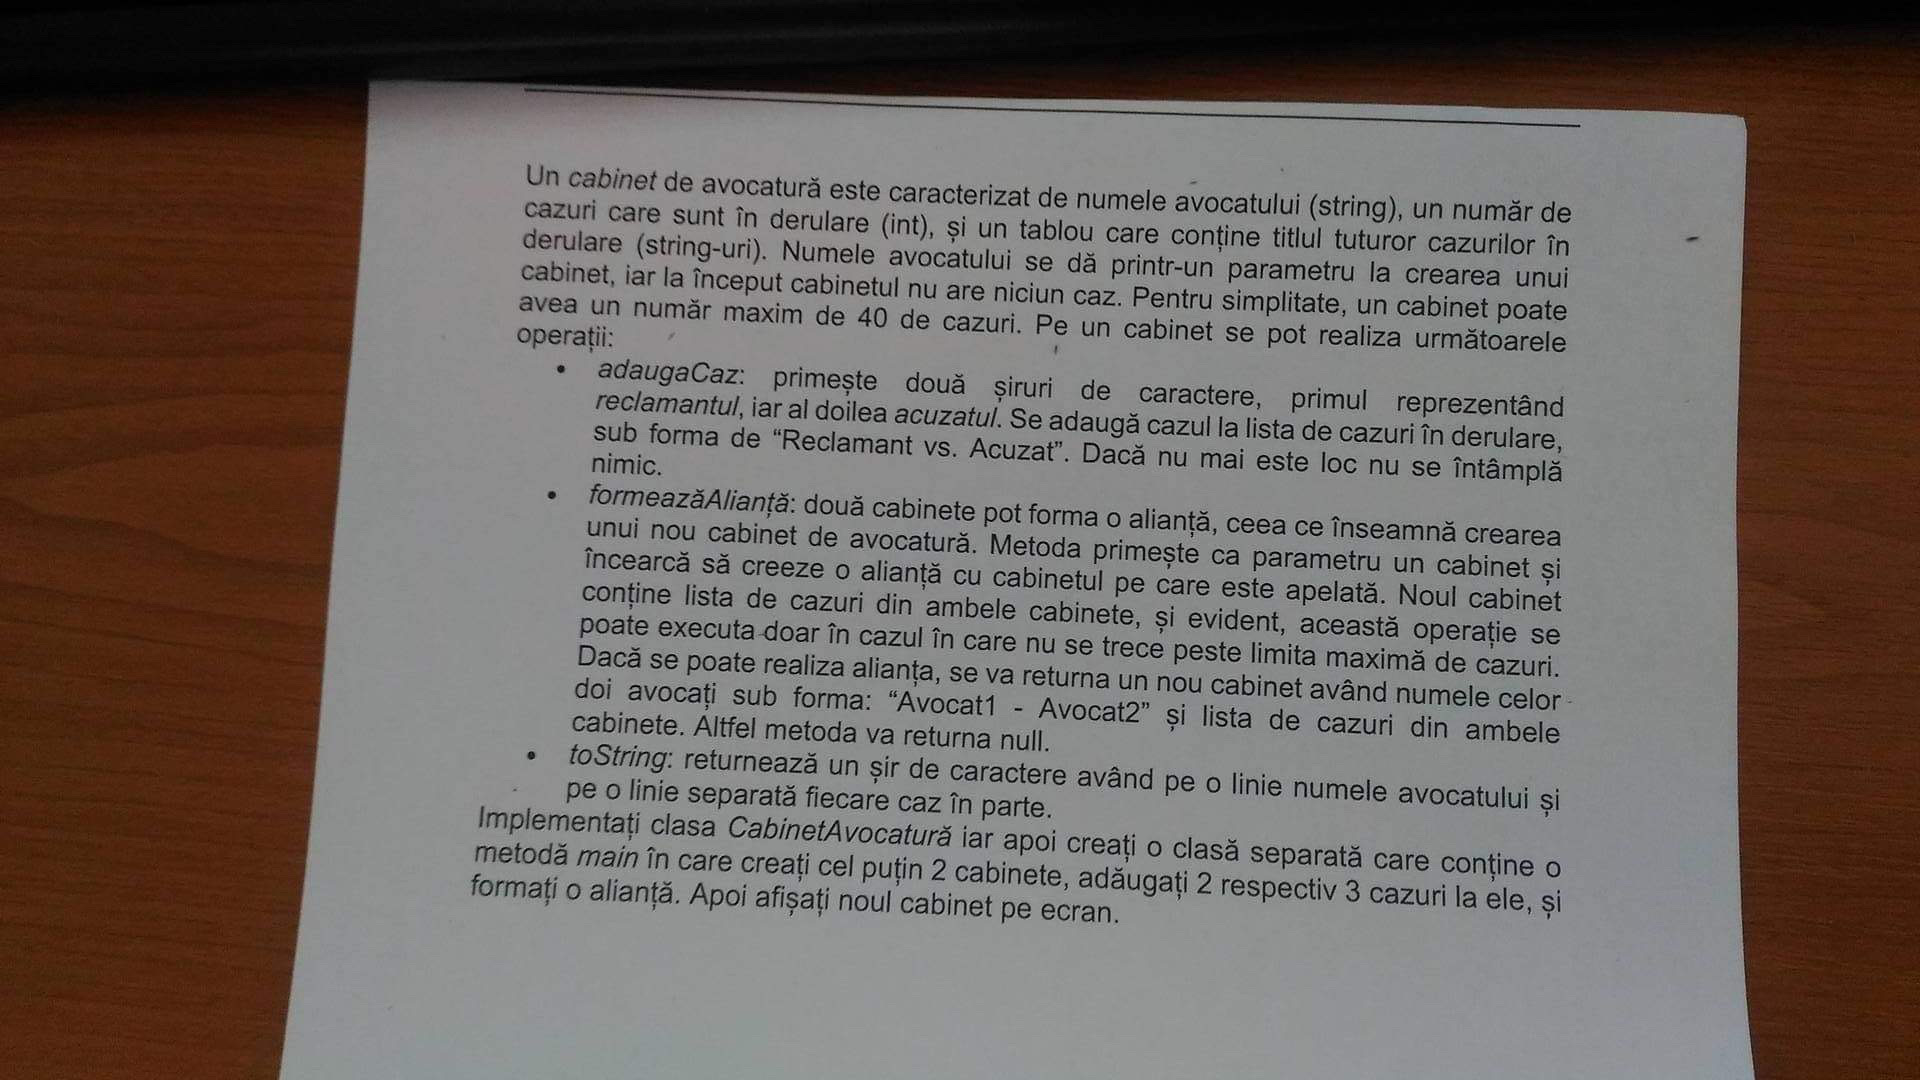 Un cabinet de avocatură este caracterizat de numele avocatului (string), un număr de
cazuri care sunt în derulare (int), și un tablou care conține titlul tuturor cazurilor în
derulare (string-uri). Numele avocatului se dă printr-un parametru la crearea unui
cabinet, iar la început cabinetul nu are niciun caz. Pentru simplitate, un cabinet poate
avea un număr maxim de 40 de cazuri. Pe un cabinet se pot realiza următoarele
operații:
• adaugaCaz: primește două șiruri de caractere, primul reprezentând
reclamantul, iar al doilea acuzatul. Se adaugă cazul la lista de cazuri în derulare,
sub forma de “Reclamant vs. Acuzat”. Dacă nu mai este loc nu se întâmplă
nimic.
• formeazăAlianță: două cabinete pot forma o alianță, ceea ce înseamnă crearea
unui nou cabinet de avocatură. Metoda primește ca parametru un cabinet și
încearcă să creeze o alianță cu cabinetul pe care este apelată. Noul cabinet
conține lista de cazuri din ambele cabinete, și evident, această operație se
poate executa doar în cazul în care nu se trece peste limita maximă de cazuri.
Dacă se poate realiza alianța, se va returna un nou cabinet având numele celor
doi avocați sub forma: “Avocat1 - Avocat2” și lista de cazuri din ambele
cabinete. Altfel metoda va returna null.
• toString: returnează un șir de caractere având pe o linie numele avocatului și
pe o linie separată fiecare caz în parte.
Implementați clasa CabinetAvocatură iar apoi creați o clasă separată care conține o
metodă main în care creați cel puțin 2 cabinete, adăugați 2 respectiv 3 cazuri la ele, și
formați o alianță. Apoi afișați noul cabinet pe ecran.